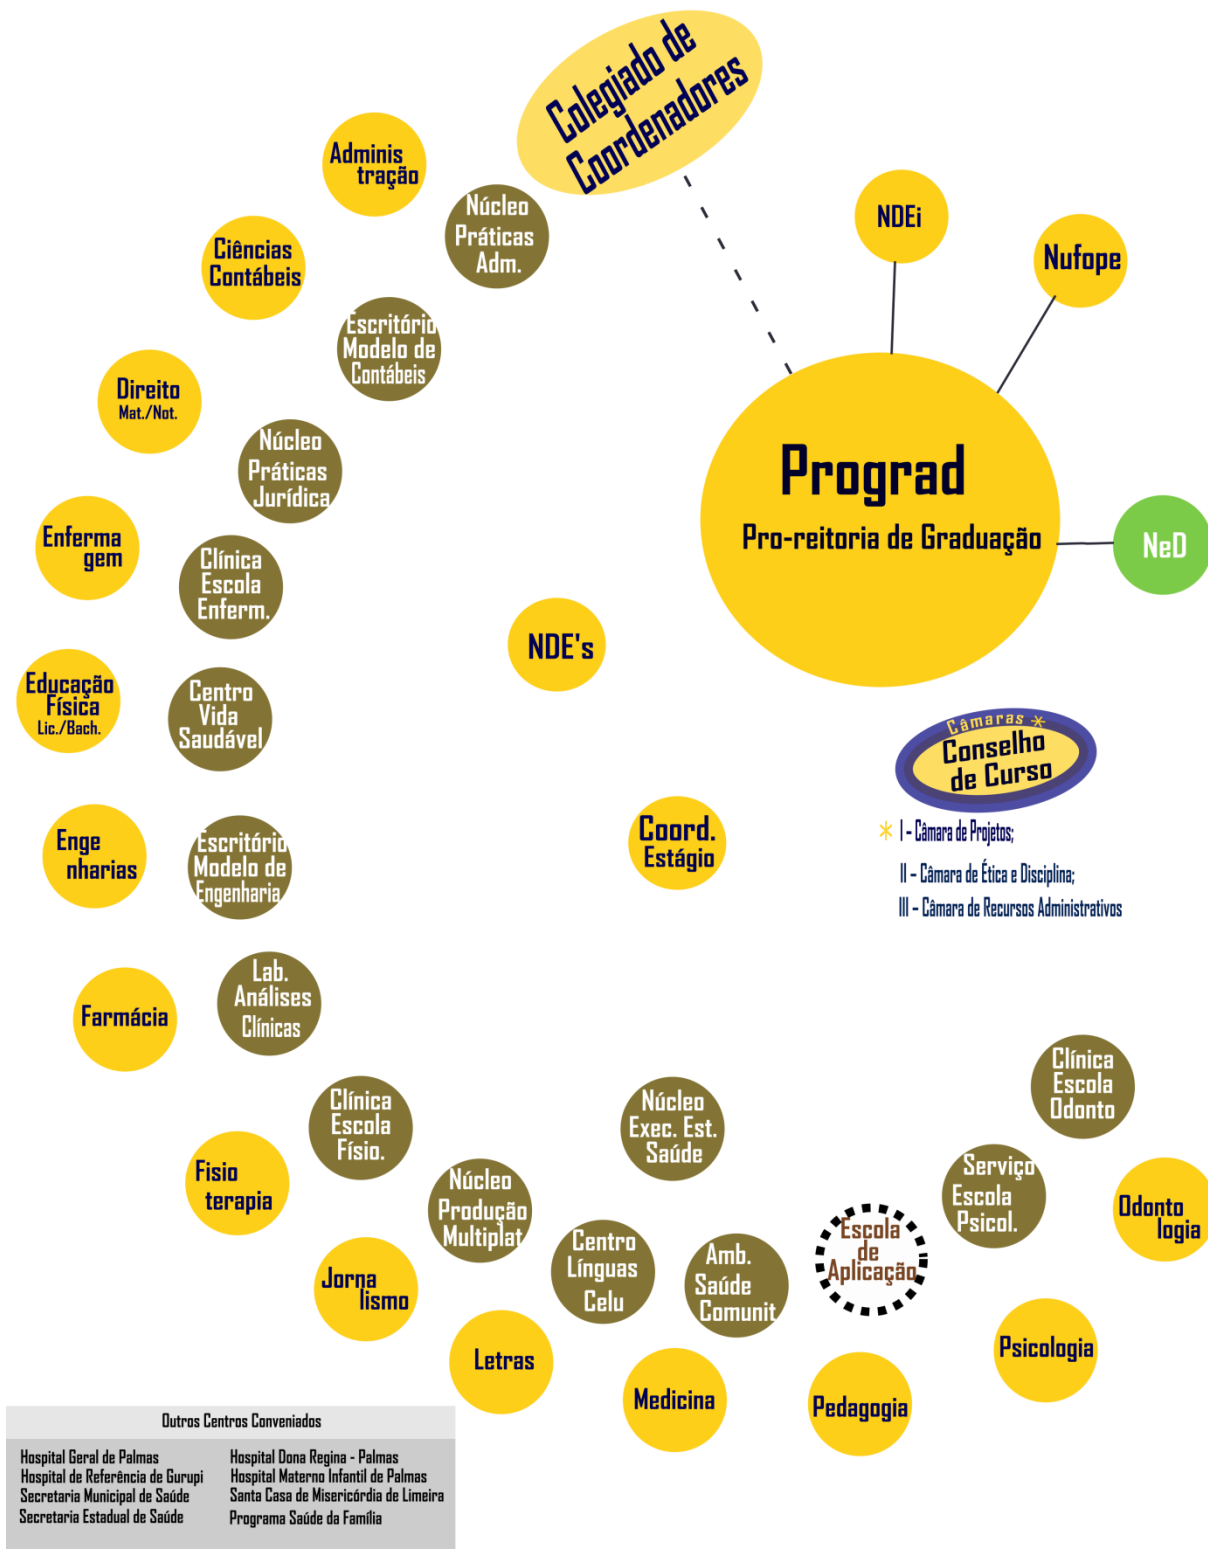 Colegiado de
Coordenadores
Adminis
tração
Núcleo
Práticas
Adm.
NDEi
Nufope
Ciências
Contábeis
Escritório
Modelo de
Contábeis
Direito
Mat./Not.
Núcleo
Práticas
Jurídica
Prograd
Pro-reitoria de Graduação
NeD
Enferma
gem
Clínica
Escola
Enferm.
NDE's
Educação
Física
Lic./Bach.
Centro
Vida
Saudável
Câmaras *
Conselho
de Curso
* I - Câmara de Projetos;
II - Câmara de Ética e Disciplina;
III - Câmara de Recursos Administrativos
Coord.
Estágio
Enge
nharias
Escritório
Modelo de
Engenharia
Farmácia
Lab.
Análises
Clínicas
Clínica
Escola
Físio.
Fisio
terapia
Núcleo
Produção
Multiplat
Núcleo
Exec. Est.
Saúde
Clínica
Escola
Odonto
Serviço
Escola
Psicol.
Odonto
logia
Jorna
lismo
Centro
Línguas
Celu
Amb.
Saúde
Comunit
Escola
de
Aplicação
Letras
Medicina
Pedagogia
Psicologia
Outros Centros Conveniados
Hospital Geral de Palmas
Hospital de Referência de Gurupi
Secretaria Municipal de Saúde
Secretaria Estadual de Saúde
Hospital Dona Regina - Palmas
Hospital Materno Infantil de Palmas
Santa Casa de Misericórdia de Limeira
Programa Saúde da Família